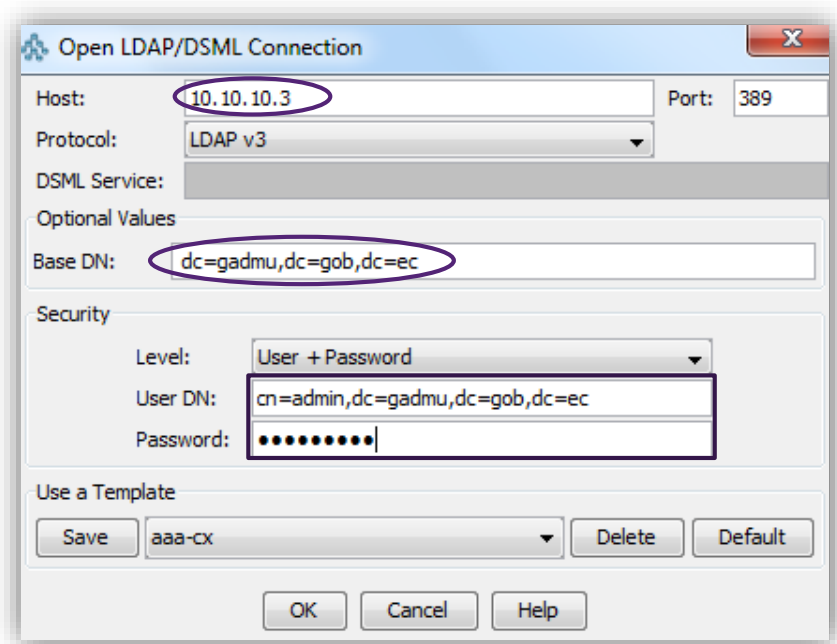 Open LDAP/DSML Connection
Host: 10.10.10.3 Port: 389
Protocol: LDAP v3
DSML Service:
Optional Values
Base DN: dc=gadmu,dc=gob,dc=ec
Security
Level: User + Password
User DN: cn=admin,dc=gadmu,dc=gob,dc=ec
Password: •••••••••
Use a Template
Save aaa-cx Delete Default
OK Cancel Help